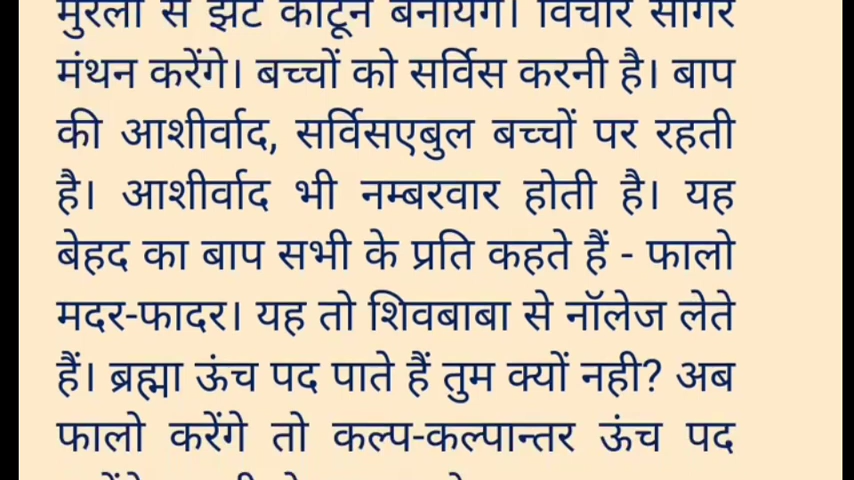 मुरली से झट कार्टून बनायेंगे। विचार सागर
मंथन करेंगे। बच्चों को सर्विस करनी है। बाप
की आशीर्वाद, सर्विसएबुल बच्चों पर रहती
है। आशीर्वाद भी नम्बरवार होती है। यह
बेहद का बाप सभी के प्रति कहते हैं - फालो
मदर-फादर। यह तो शिवबाबा से नॉलेज लेते
हैं। ब्रह्मा ऊंच पद पाते हैं तुम क्यों नही? अब
फालो करेंगे तो कल्प-कल्पान्तर ऊंच पद